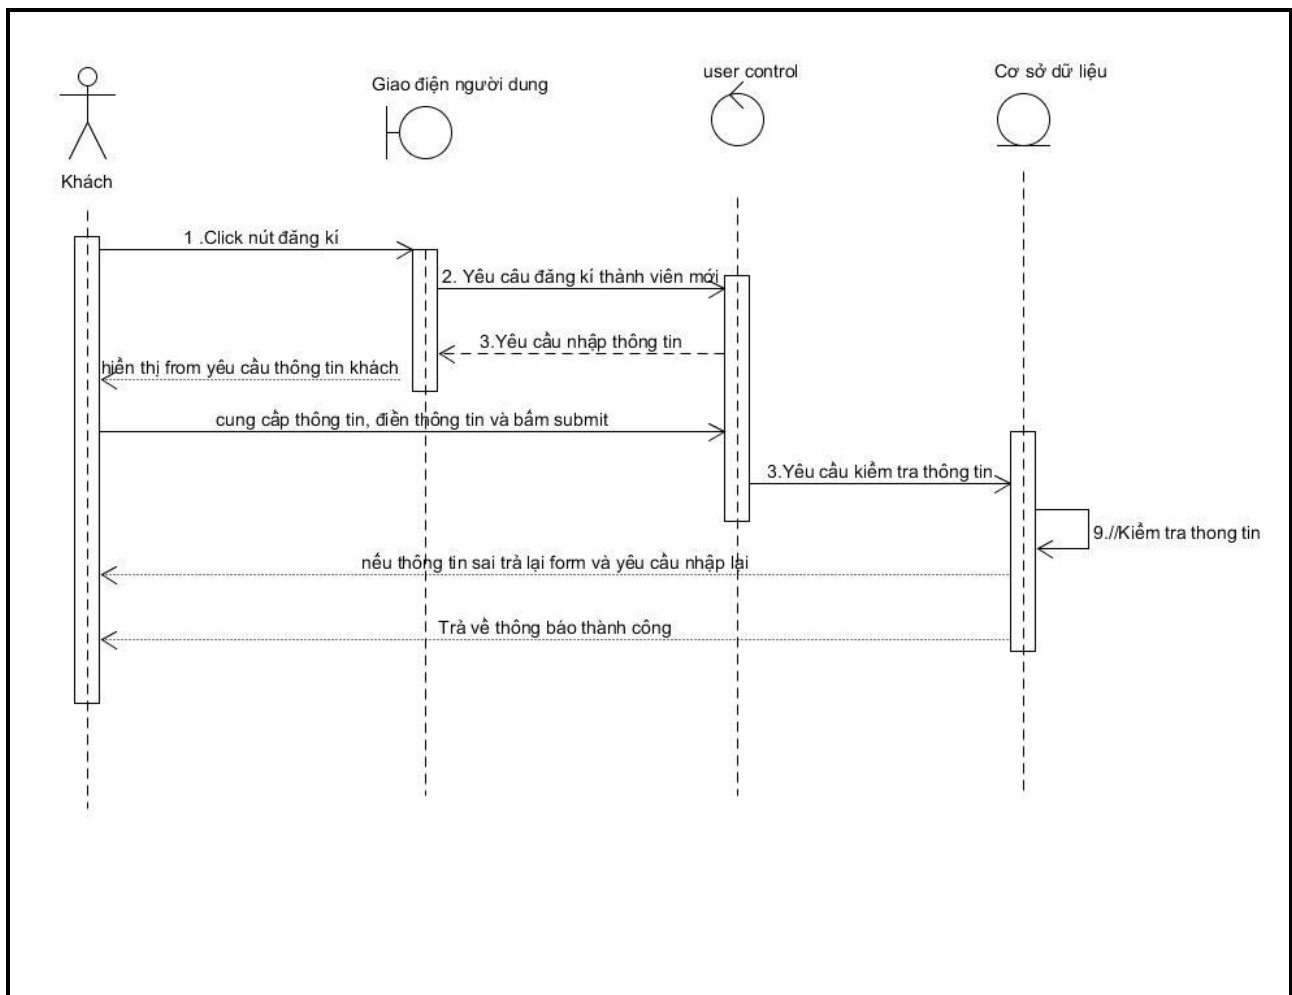 user control
Cơ sở dữ liệu
Giao điện người dung
Khách
1 .Click nút đăng kí
2. Yêu câu đăng kí thành viên mới
3.Yêu cầu nhập thông tin
hiển thị from yêu cầu thông tin khách
cung cấp thông tin, điền thông tin và bấm submit
3.Yêu cầu kiểm tra thông tin
9.//Kiểm tra thong tin
nếu thông tin sai trả lại form và yêu cầu nhập lại
Trả về thông báo thành công